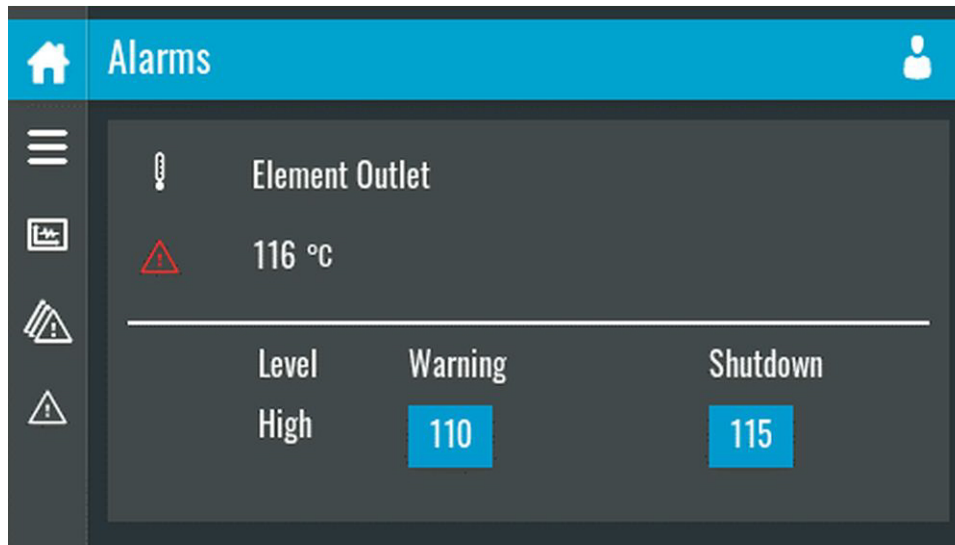 Alarms
Element Outlet
116 °C
Level Warning Shutdown
High 110 115